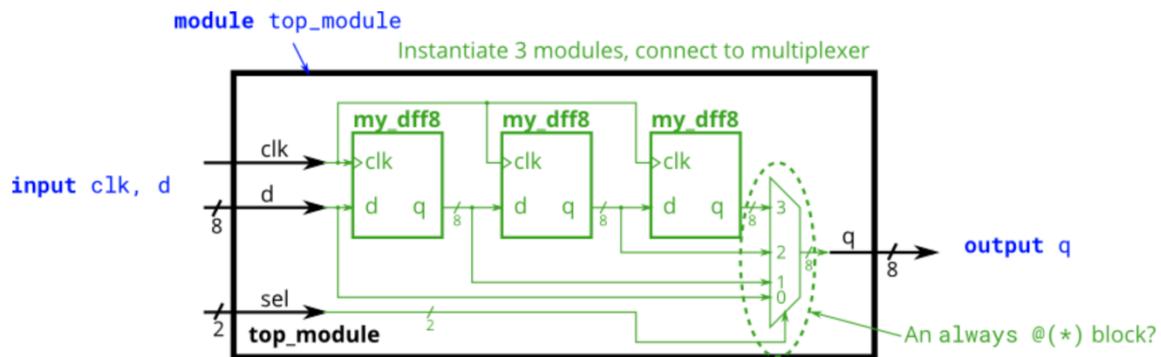 module top_module
Instantiate 3 modules, connect to multiplexer
my_dff8 my_dff8 my_dff8
clk clk clk clk
input clk, d
d d q d q d q 3
8 8 8 8
q output q
2 8 8
1
sel 0
2 2
top_module An always @(*) block?